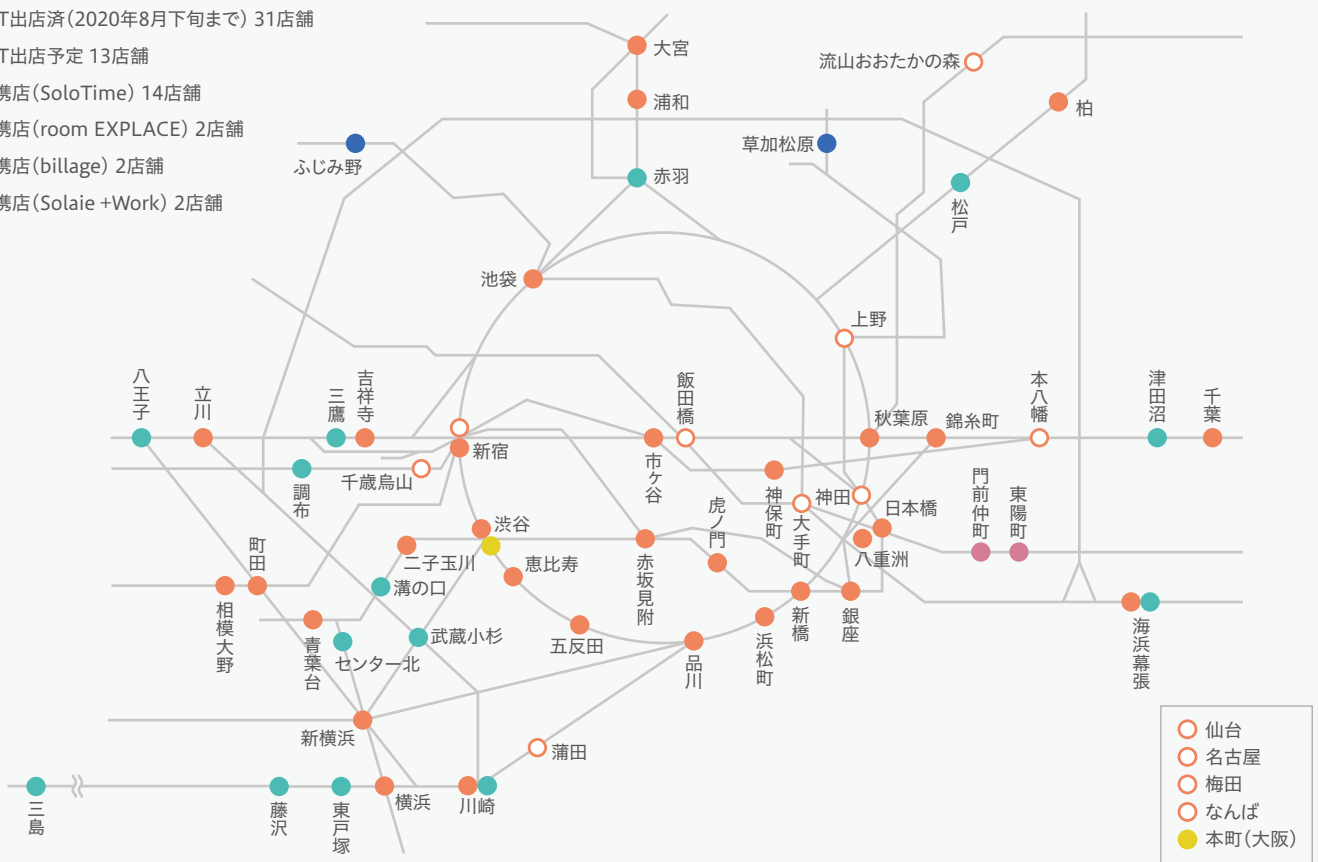 T出店済(2020年8月下旬まで) 31店舗
T出店予定 13店舗
携店(SoloTime) 14店舗
携店(room EXPLACE) 2店舗
携店(billage) 2店舗
携店(Solaie +Work) 2店舗
大宮
流山おおたかの森
浦和
柏
草加松原
ふじみ野
赤羽
松戸
池袋
上野
八王子
立川
三鷹
吉祥寺
飯田橋
本八幡
津田沼
千葉
秋葉原
錦糸町
新宿
市ヶ谷
千歳烏山
調布
神保町
大手町
神田
日本橋
門前仲町
東陽町
虎ノ門
渋谷
八重洲
町田
二子玉川
恵比寿
赤坂見附
溝の口
相模大野
青葉台
武蔵小杉
センター北
五反田
品川
浜松町
新橋
銀座
海浜幕張
新横浜
蒲田
三島
藤沢
東戸塚
横浜
川崎
仙台
名古屋
梅田
なんば
本町(大阪)